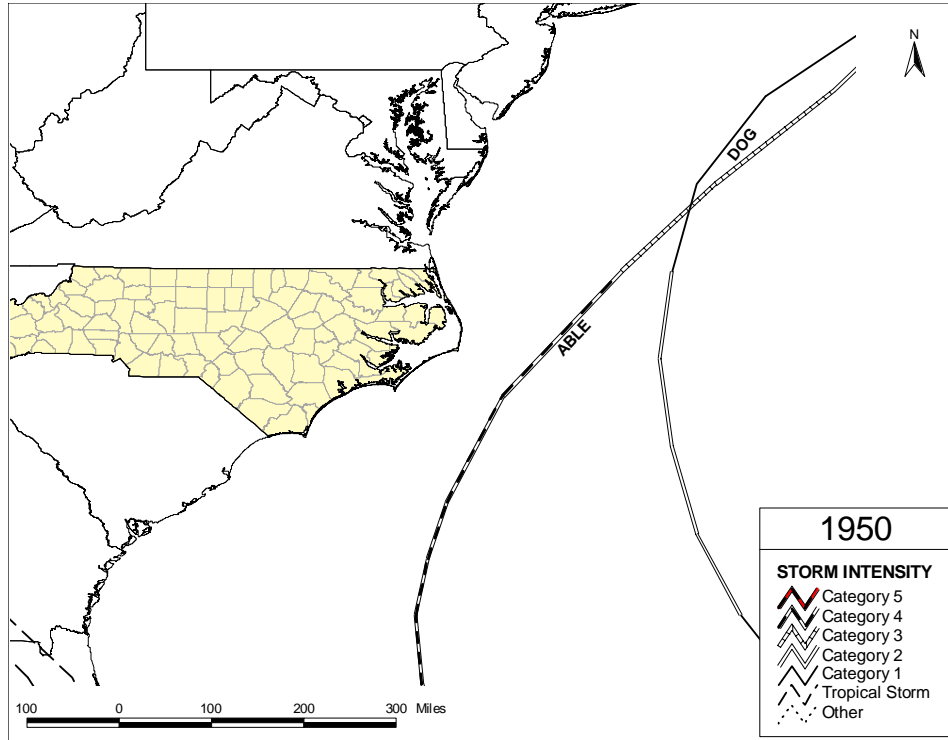 N
DOG
ABLE
1950
STORM INTENSITY
Category 5
Category 4
Category 3
Category 2
Category 1
Tropical Storm
Other
100 0 100 200 300 Miles